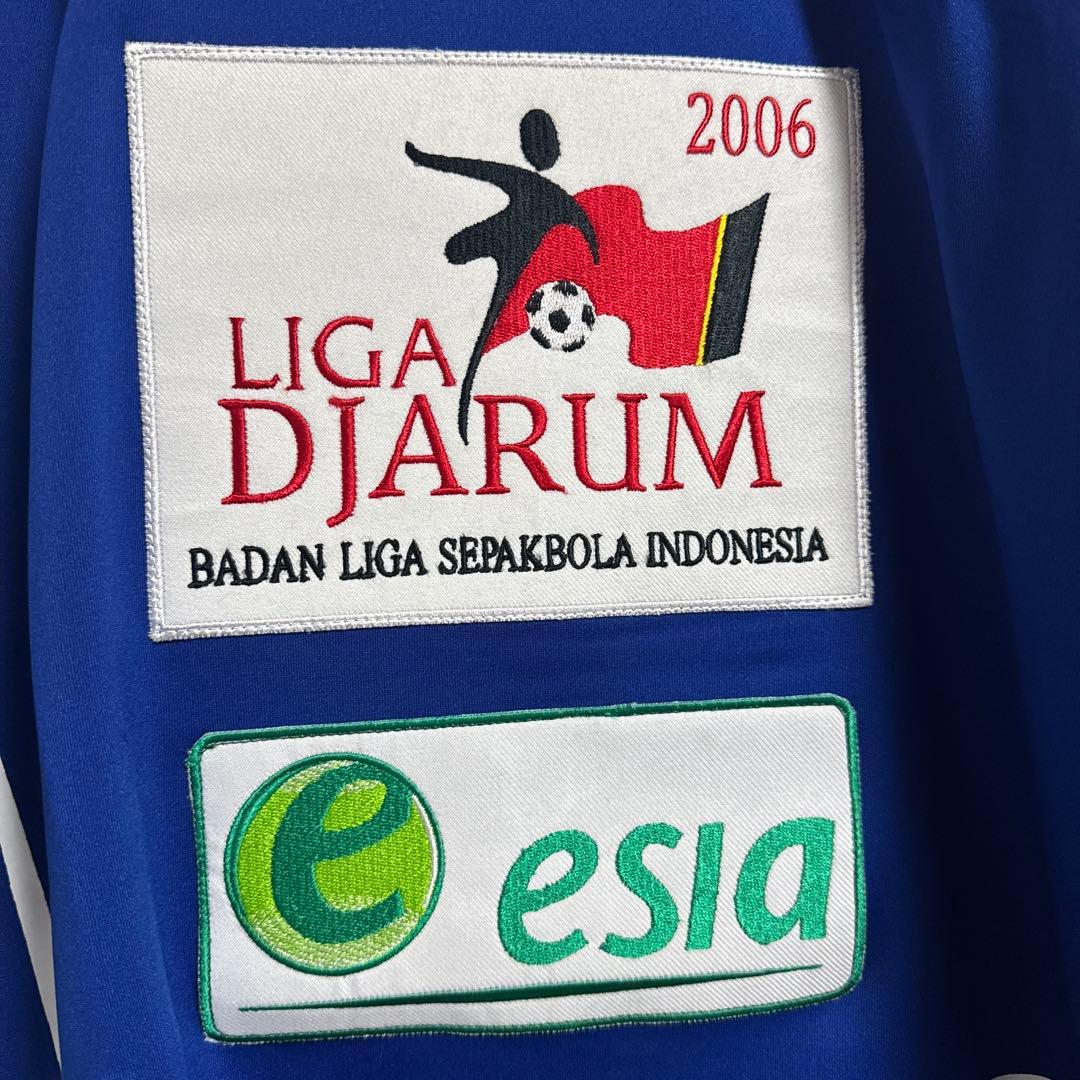 2006
LIGA
DJARUM
BADAN LIGA SEPAKBOLA INDONESIA
e esia